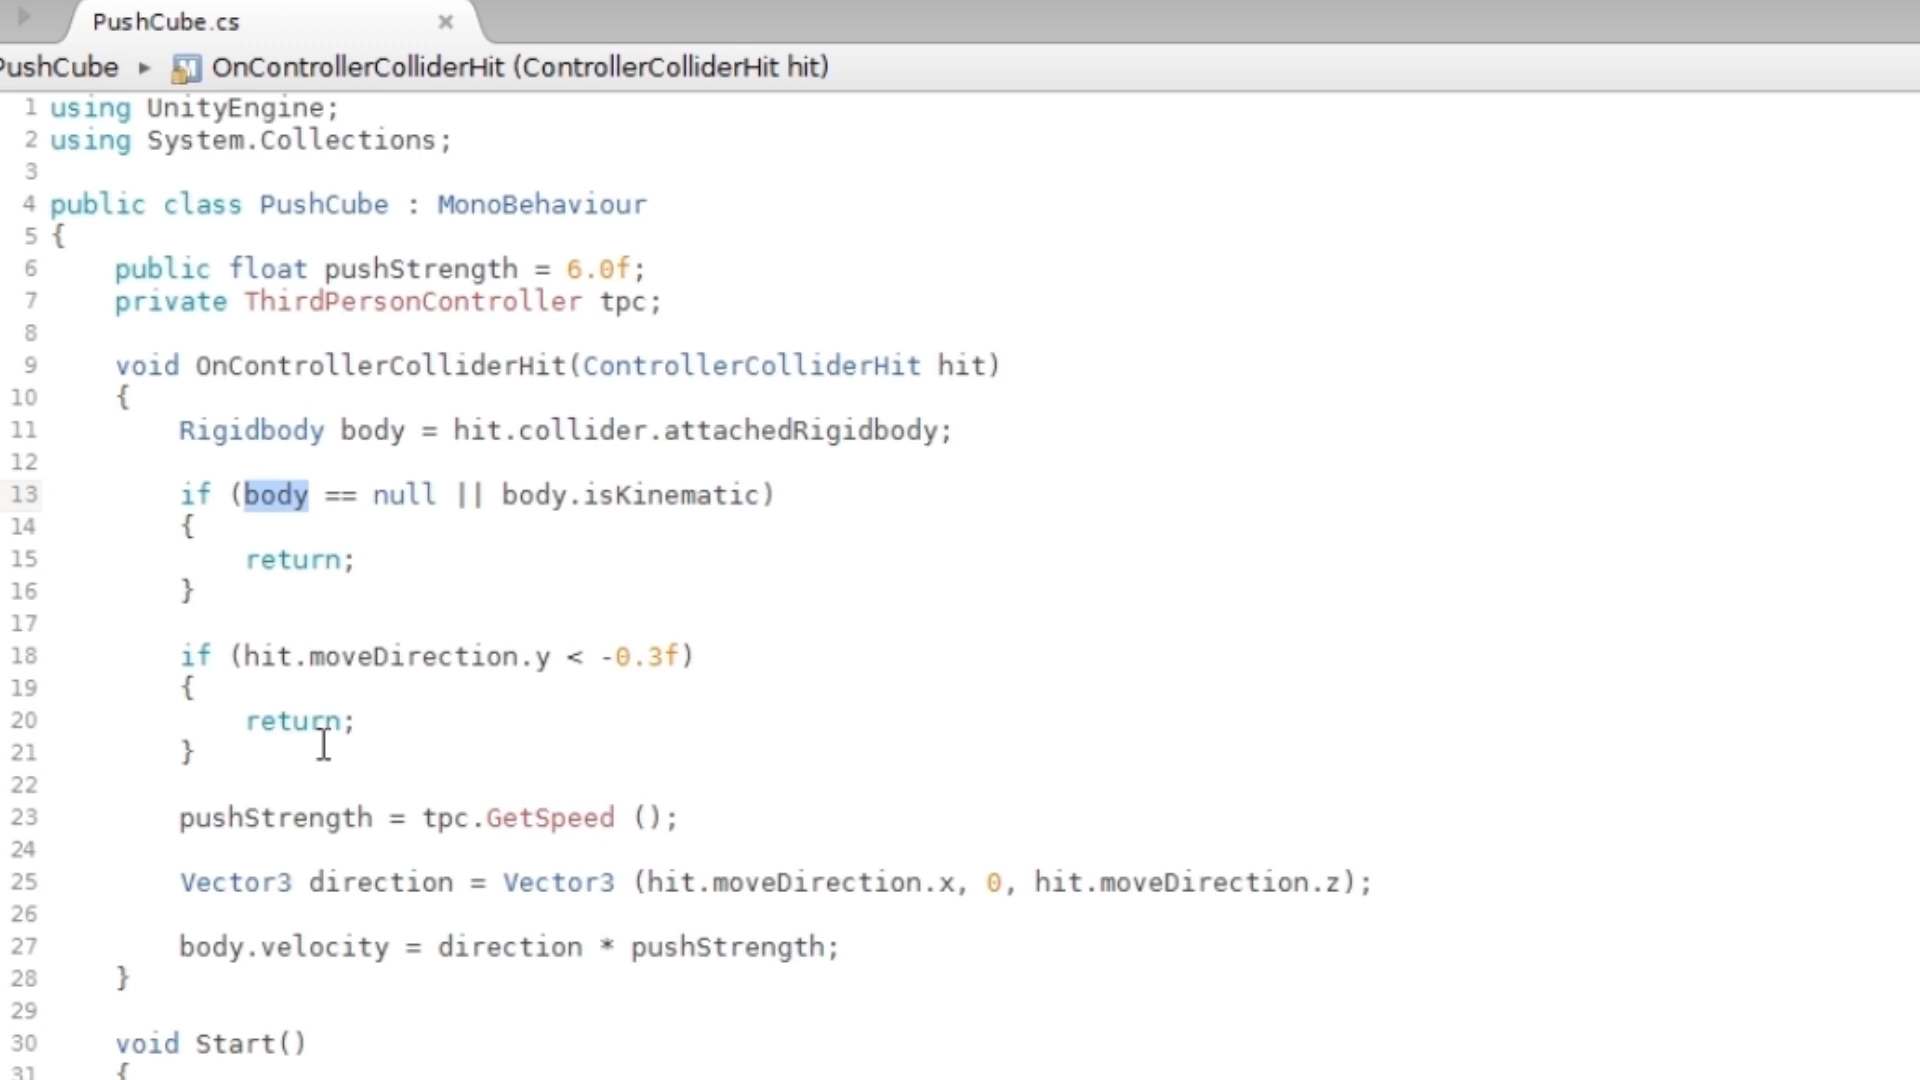 PushCube.cs
PushCube ▸ OnControllerColliderHit (ControllerColliderHit hit)
1 using UnityEngine;
2 using System.Collections;
3
4 public class PushCube : MonoBehaviour
5 {
6     public float pushStrength = 6.0f;
7     private ThirdPersonController tpc;
8
9     void OnControllerColliderHit(ControllerColliderHit hit)
10     {
11         Rigidbody body = hit.collider.attachedRigidbody;
12
13         if (body == null || body.isKinematic)
14         {
15             return;
16         }
17
18         if (hit.moveDirection.y < -0.3f)
19         {
20             return;
21         }
22
23         pushStrength = tpc.GetSpeed ();
24
25         Vector3 direction = Vector3 (hit.moveDirection.x, 0, hit.moveDirection.z);
26
27         body.velocity = direction * pushStrength;
28     }
29
30     void Start()
31     {